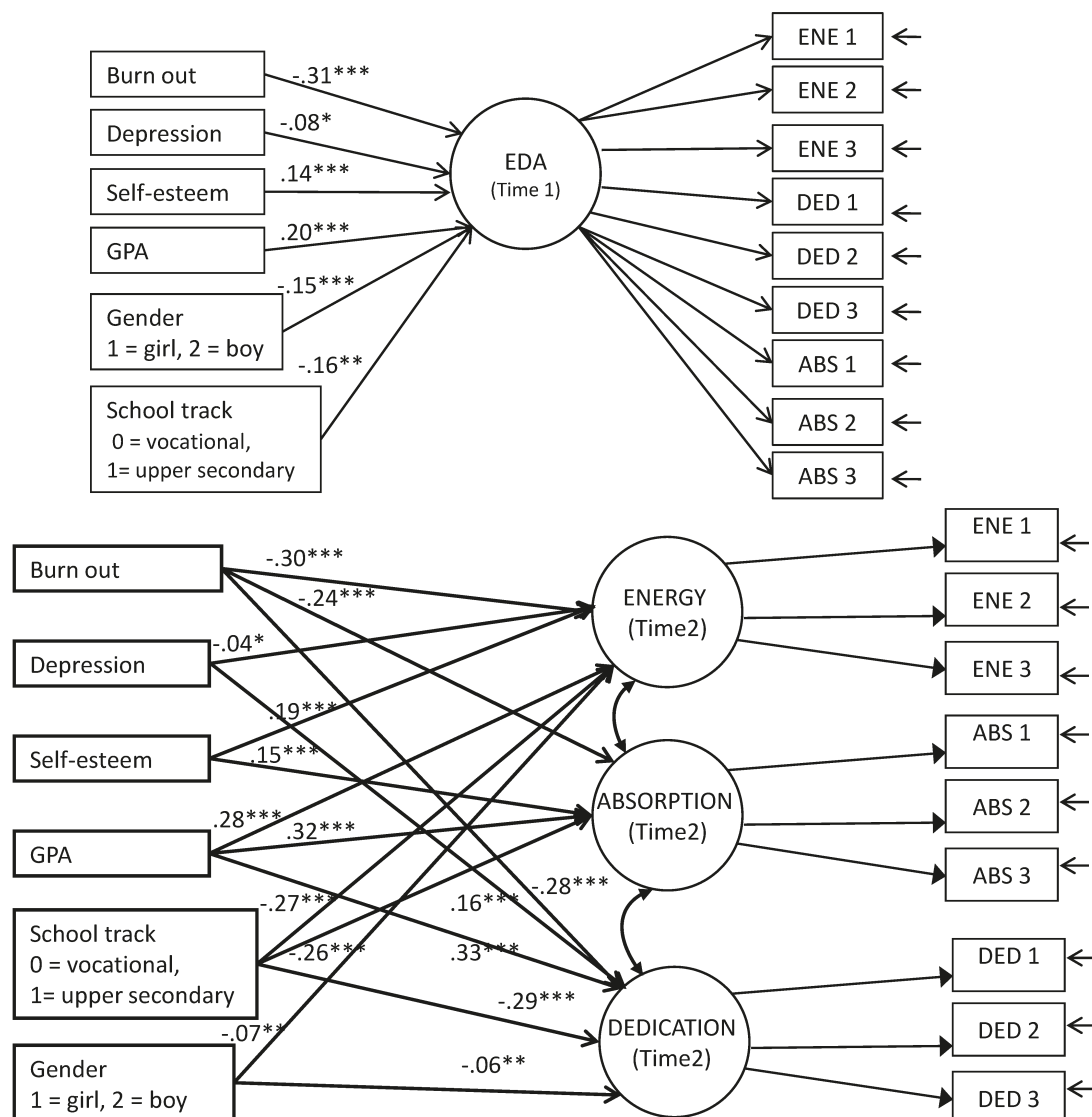 Burn out
-.31***
Depression
-.08*
Self-esteem
.14***
GPA
.20***
Gender
1 = girl, 2 = boy
-.15***
School track
0 = vocational,
1= upper secondary
-.16**
EDA
(Time 1)
ENE 1
ENE 2
ENE 3
DED 1
DED 2
DED 3
ABS 1
ABS 2
ABS 3
Burn out
-.30***
-.24***
Depression
-.04*
Self-esteem
.19***
.15***
GPA
.28***
.32***
-.28***
.16***
.33***
School track
0 = vocational,
1= upper secondary
-.27***
-.26***
-.29***
Gender
1 = girl, 2 = boy
-.07**
-.06**
ENERGY
(Time2)
ABSORPTION
(Time2)
DEDICATION
(Time2)
ENE 1
ENE 2
ENE 3
ABS 1
ABS 2
ABS 3
DED 1
DED 2
DED 3